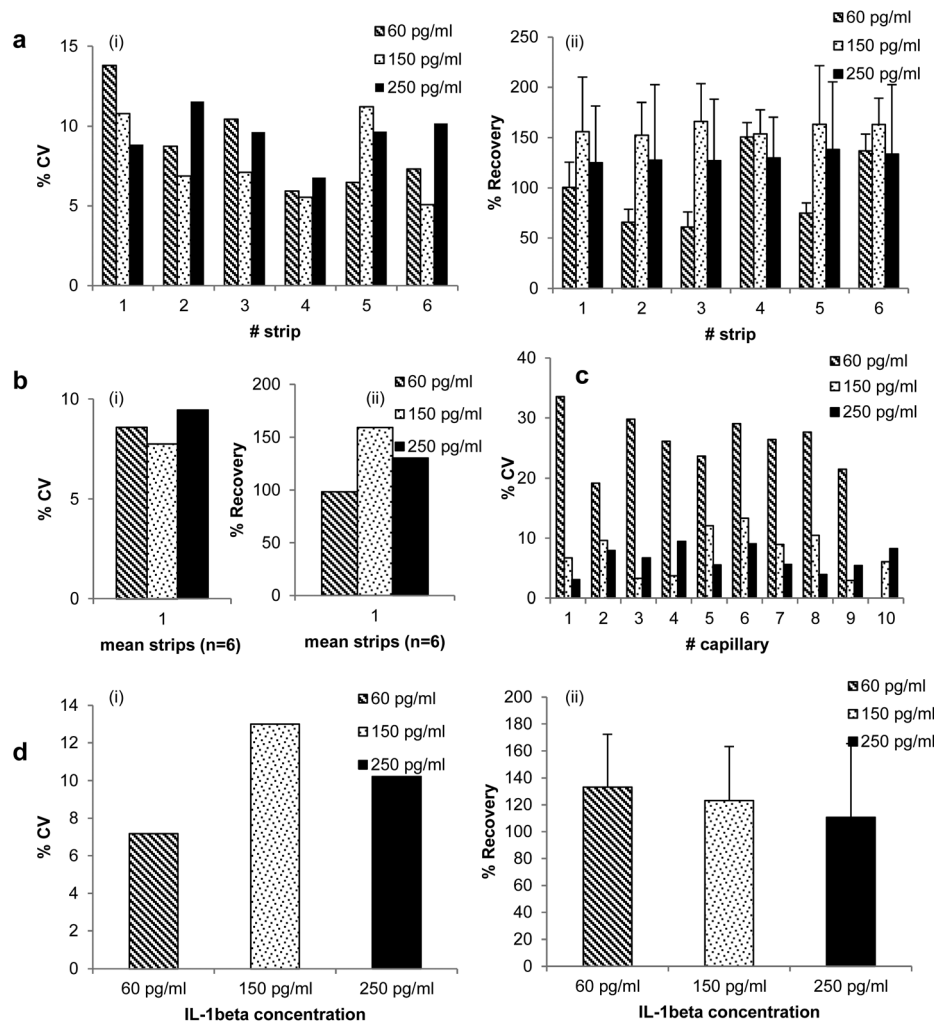 a
(i)
60 pg/ml
150 pg/ml
250 pg/ml
% CV
15
10
5
0
1 2 3 4 5 6
# strip
(ii)
60 pg/ml
150 pg/ml
250 pg/ml
% Recovery
250
200
150
100
50
0
1 2 3 4 5 6
# strip
b
(i)
% CV
10
5
0
1
mean strips (n=6)
(ii)
60 pg/ml
150 pg/ml
250 pg/ml
% Recovery
200
150
100
50
0
1
mean strips (n=6)
c
60 pg/ml
150 pg/ml
250 pg/ml
% CV
40
30
20
10
0
1 2 3 4 5 6 7 8 9 10
# capillary
d
(i)
60 pg/ml
150 pg/ml
250 pg/ml
% CV
14
12
10
8
6
4
2
0
60 pg/ml 150 pg/ml 250 pg/ml
IL-1beta concentration
(ii)
60 pg/ml
150 pg/ml
250 pg/ml
% Recovery
200
180
160
140
120
100
80
60
40
20
0
60 pg/ml 150 pg/ml 250 pg/ml
IL-1beta concentration